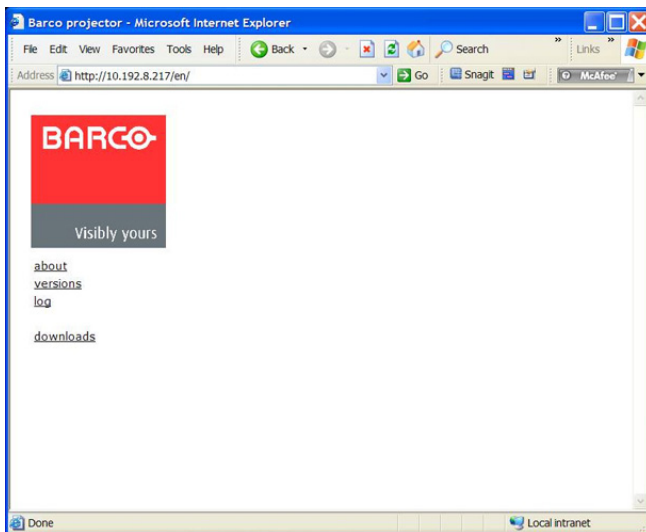 Barco projector - Microsoft Internet Explorer
File Edit View Favorites Tools Help Back Search » Links »
Address http://10.192.8.217/en/ Go SnagIt McAfee
BARCO
Visibly yours
about
versions
log
downloads
Done Local intranet